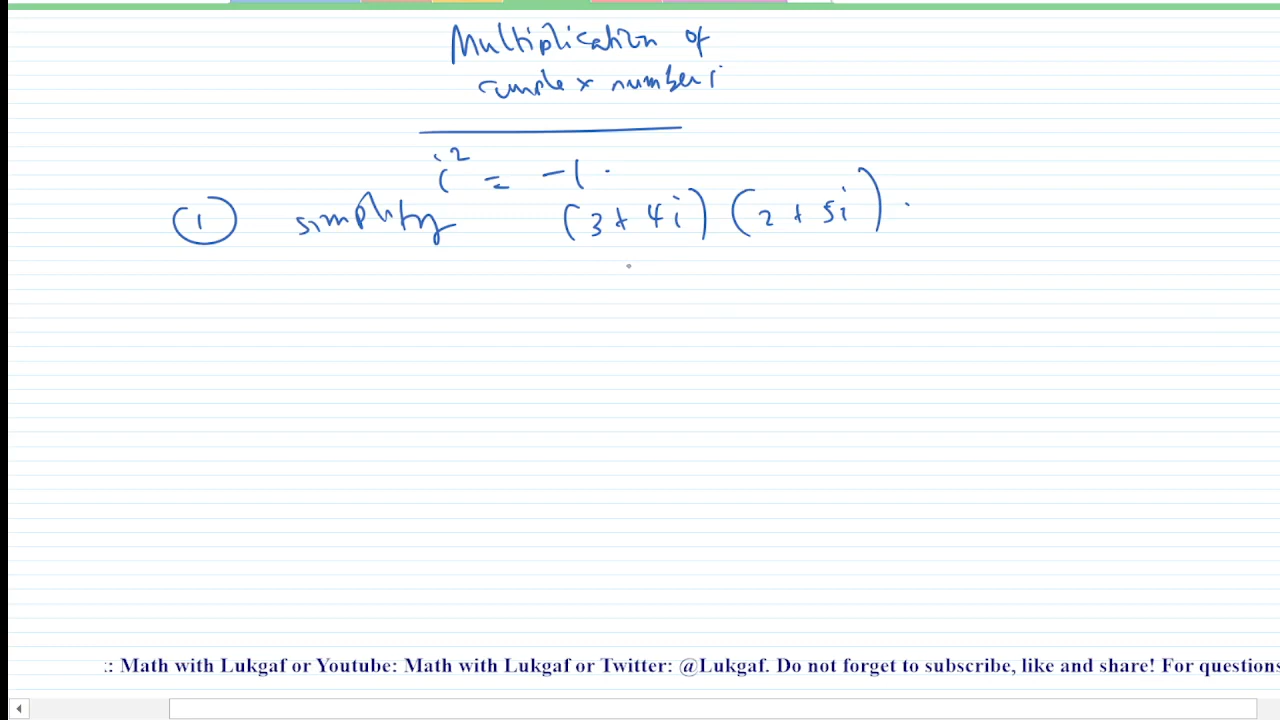 Multiplication of
complex numbers
i² = -1.
① simplify (3 + 4i) (2 + 5i).
:: Math with Lukgaf or Youtube: Math with Lukgaf or Twitter: @Lukgaf. Do not forget to subscribe, like and share! For questions